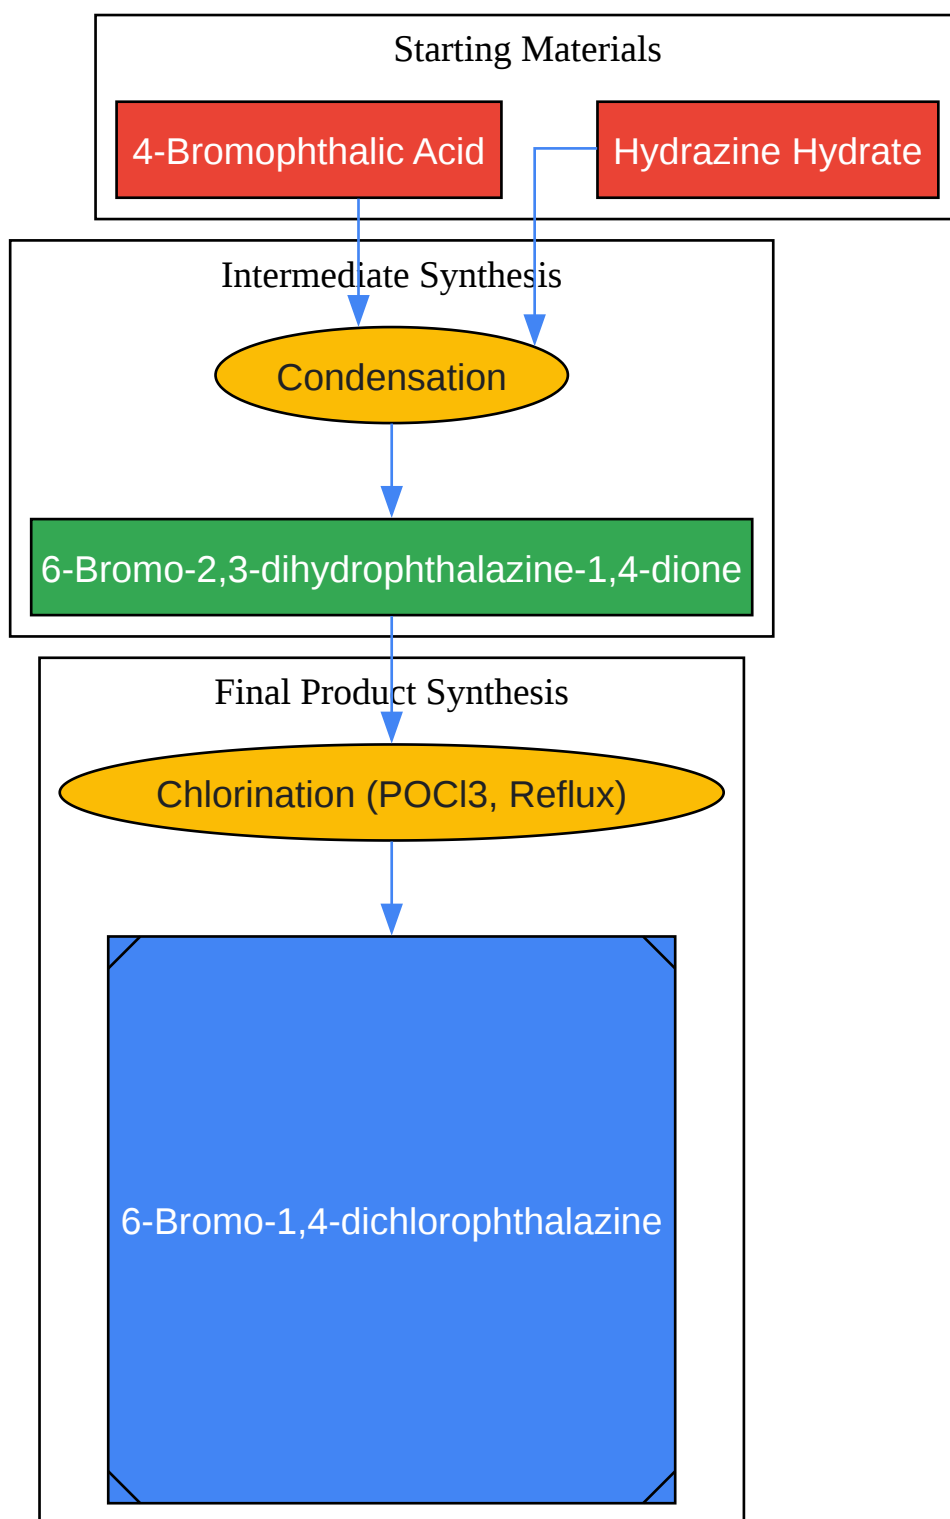 Starting Materials
4-Bromophthalic Acid
Hydrazine Hydrate
Intermediate Synthesis
Condensation
6-Bromo-2,3-dihydrophthalazine-1,4-dione
Final Product Synthesis
Chlorination (POCl3, Reflux)
6-Bromo-1,4-dichlorophthalazine